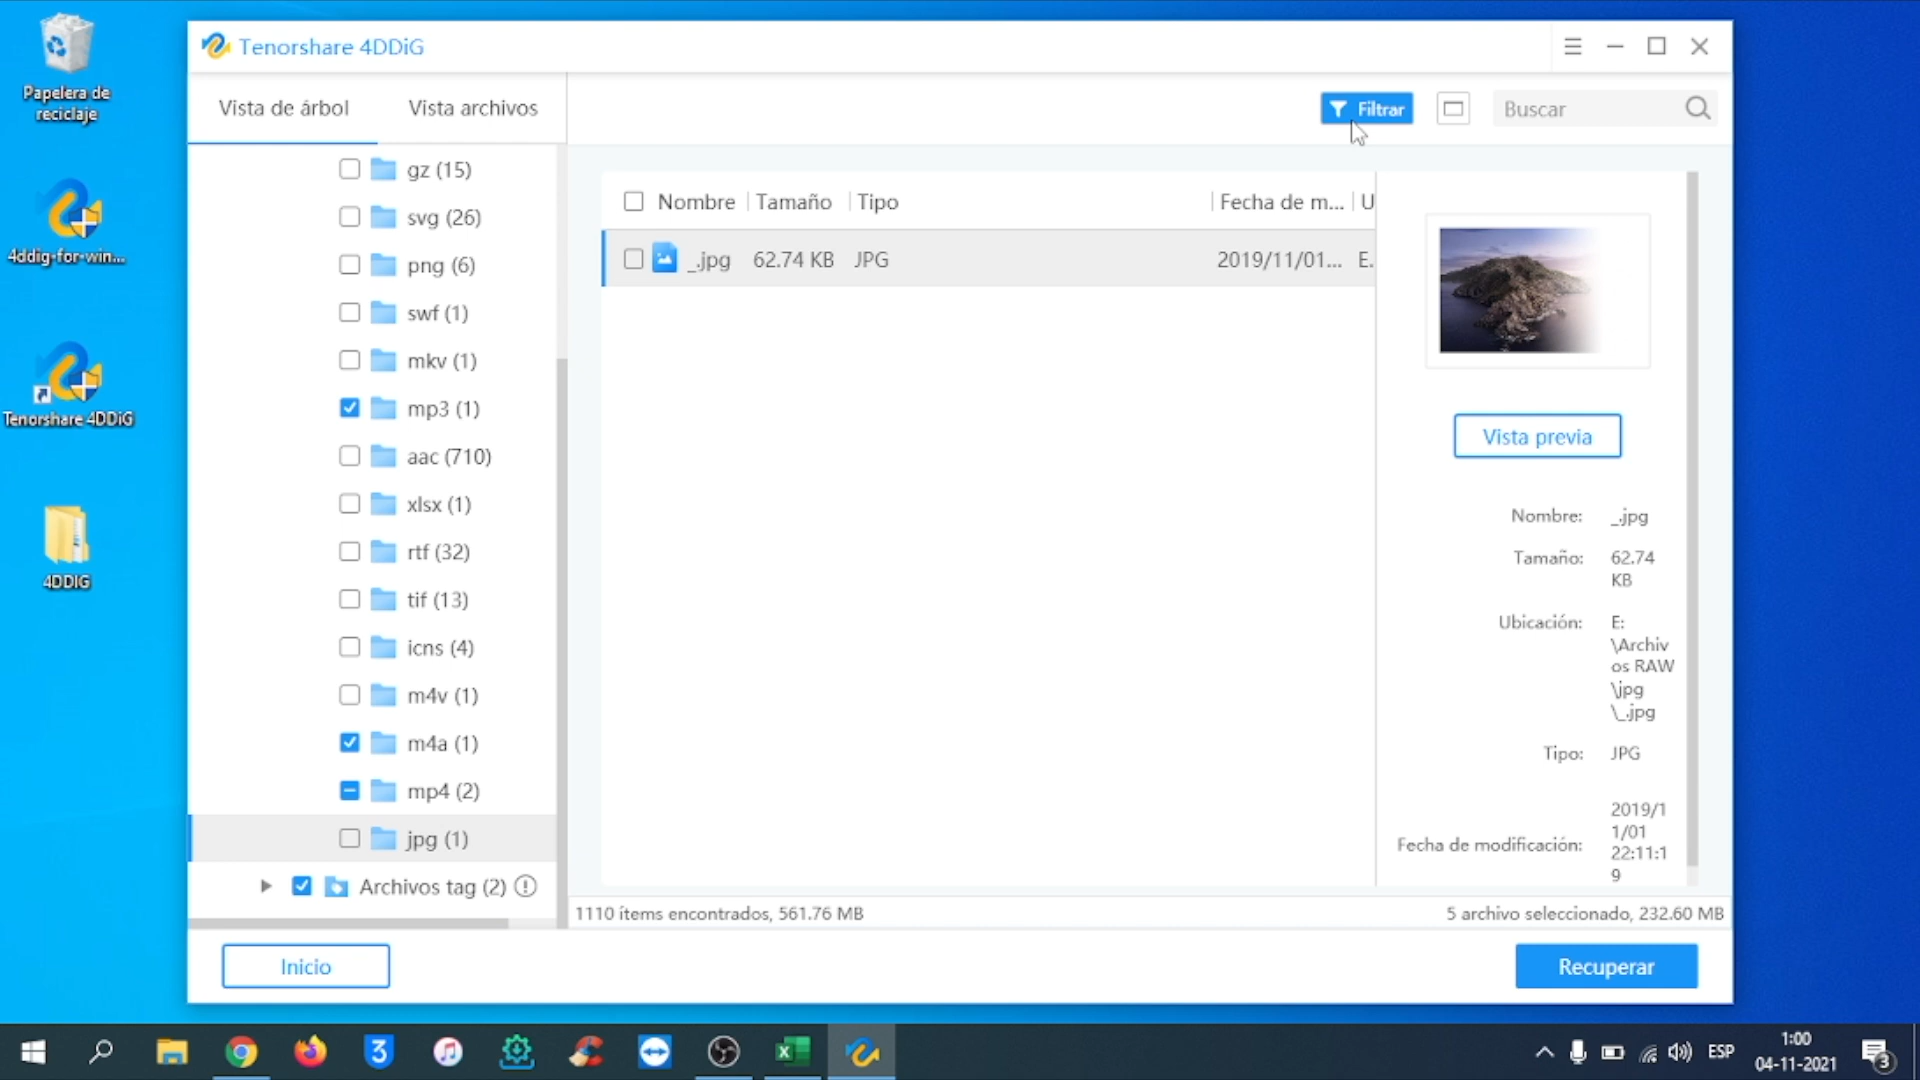 Papelera de
reciclaje
4ddig-for-win...
Tenorshare 4DDiG
4DDIG
Tenorshare 4DDiG
Vista de árbol
Vista archivos
Filtrar
Buscar
gz (15)
svg (26)
png (6)
swf (1)
mkv (1)
mp3 (1)
aac (710)
xlsx (1)
rtf (32)
tif (13)
icns (4)
m4v (1)
m4a (1)
mp4 (2)
jpg (1)
Archivos tag (2)
Nombre Tamaño Tipo Fecha de m... U
_.jpg 62.74 KB JPG 2019/11/01... E.
Vista previa
Nombre: _.jpg
Tamaño: 62.74
KB
Ubicación: E:
\Archiv
os RAW
\jpg
\_.jpg
Tipo: JPG
Fecha de modificación: 2019/1
1/01
22:11:1
9
1110 ítems encontrados, 561.76 MB
5 archivo seleccionado, 232.60 MB
Inicio
Recuperar
3
X
ESP
1:00
04-11-2021
3